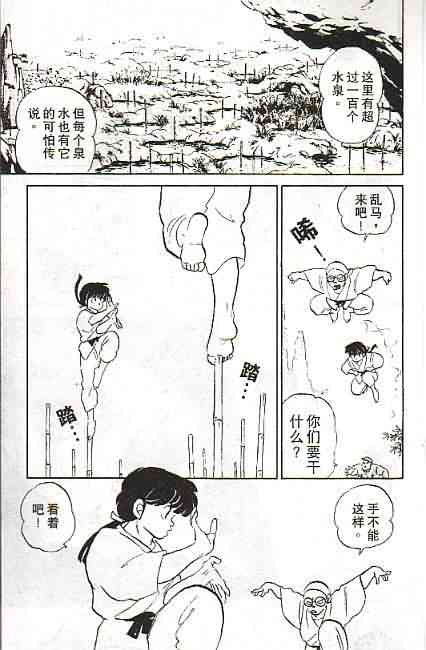 这里有超
过一百个
水泉。
但每个泉
水也有它
的可怕传
说。
乱马，
来吧！
唏！
你们要干
什么？
踏…
踏…
手不能
这样。
看着
吧！